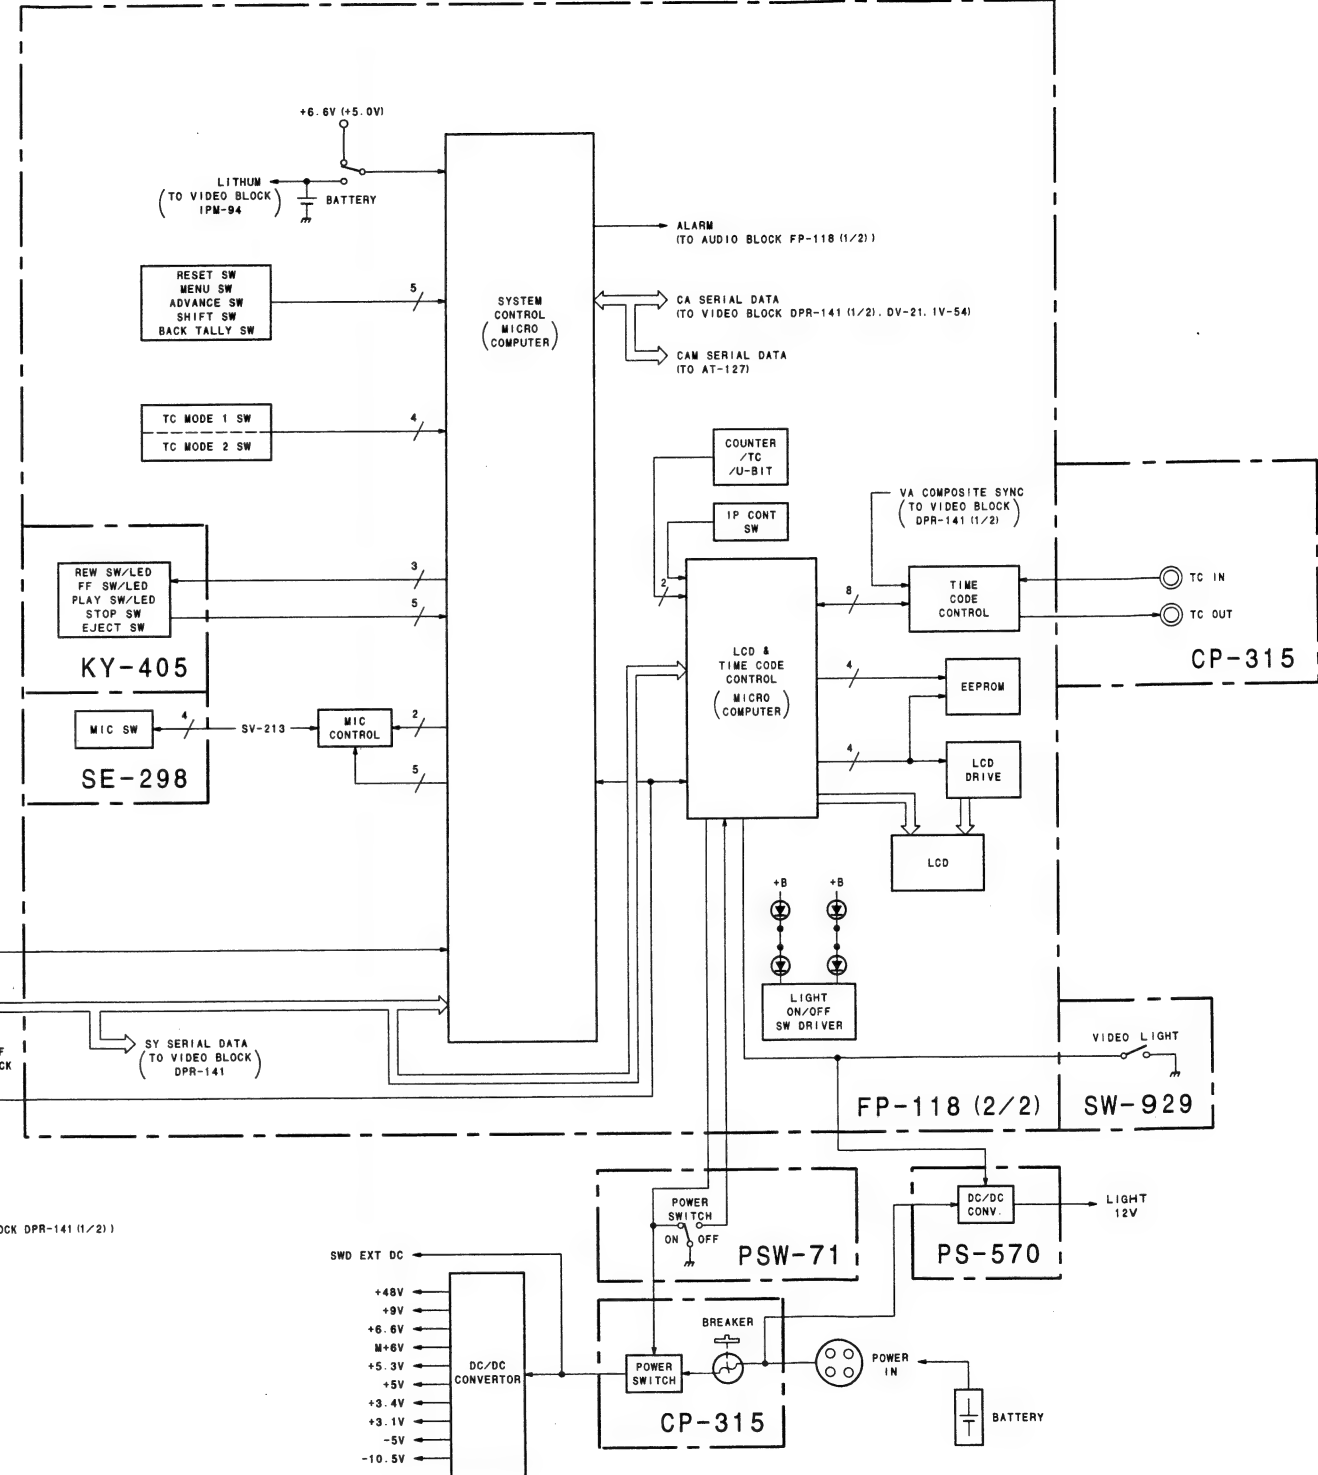 +6.6V (+5.0V)
LITHUM
(TO VIDEO BLOCK
IPM-94)
BATTERY
ALARM
(TO AUDIO BLOCK FP-118 (1/2))
RESET SW
MENU SW
ADVANCE SW
SHIFT SW
BACK TALLY SW
5
SYSTEM
CONTROL
(MICRO
COMPUTER)
CA SERIAL DATA
(TO VIDEO BLOCK DPR-141 (1/2). DV-21. IV-54)
CAM SERIAL DATA
(TO AT-127)
TC MODE 1 SW
TC MODE 2 SW
4
COUNTER
/TC
/U-BIT
IP CONT
SW
VA COMPOSITE SYNC
(TO VIDEO BLOCK
DPR-141 (1/2))
REW SW/LED
FF SW/LED
PLAY SW/LED
STOP SW
EJECT SW
3
5
KY-405
2
8
TIME
CODE
CONTROL
TC IN
TC OUT
CP-315
LCD &
TIME CODE
CONTROL
(MICRO
COMPUTER)
4
EEPROM
MIC SW
4
SV-213
MIC
CONTROL
2
5
SE-298
4
LCD
DRIVE
LCD
+B
+B
LIGHT
ON/OFF
SW DRIVER
F
CK
SY SERIAL DATA
(TO VIDEO BLOCK
DPR-141)
VIDEO LIGHT
FP-118 (2/2)
SW-929
OCK DPR-141 (1/2))
POWER
SWITCH
ON OFF
PSW-71
DC/DC
CONV.
LIGHT
12V
PS-570
SWD EXT DC
+48V
+9V
+6.6V
M+6V
+5.3V
+5V
+3.4V
+3.1V
-5V
-10.5V
DC/DC
CONVERTOR
BREAKER
POWER
SWITCH
CP-315
POWER
IN
BATTERY